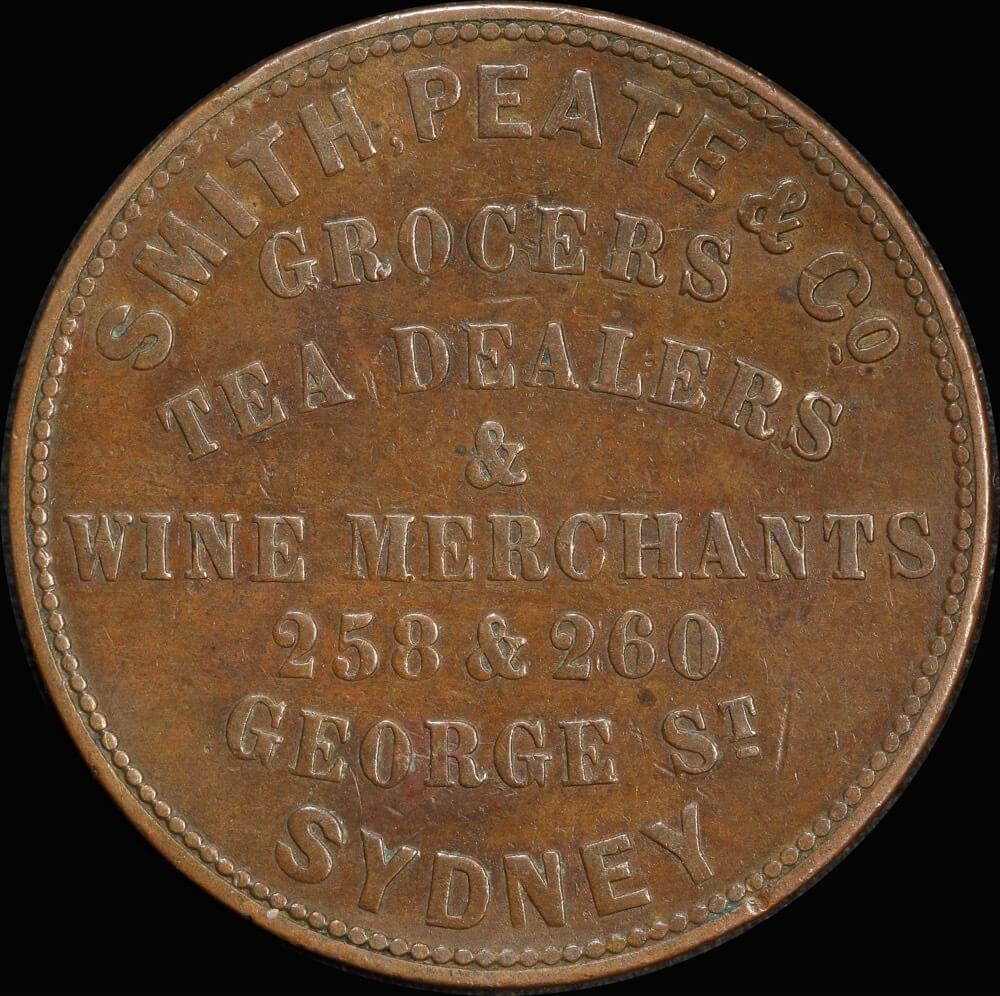 SMITH, PEATE & Co.
GROCERS
TEA DEALERS
&
WINE MERCHANTS
258 & 260
GEORGE ST
SYDNEY